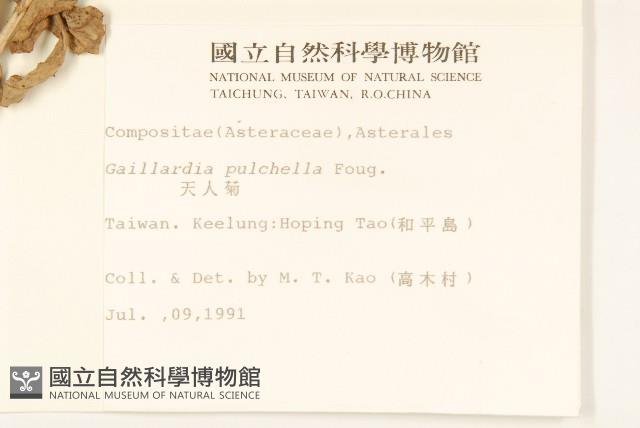 國立自然科學博物館
NATIONAL MUSEUM OF NATURAL SCIENCE
TAICHUNG, TAIWAN, R.O.CHINA
Compositae(Asteraceae),Asterales
Gaillardia pulchella Foug.
天人菊
Taiwan. Keelung:Hoping Tao(和平島)
Coll. & Det. by M. T. Kao (高木村)
Jul. ,09,1991
國立自然科學博物館
NATIONAL MUSEUM OF NATURAL SCIENCE